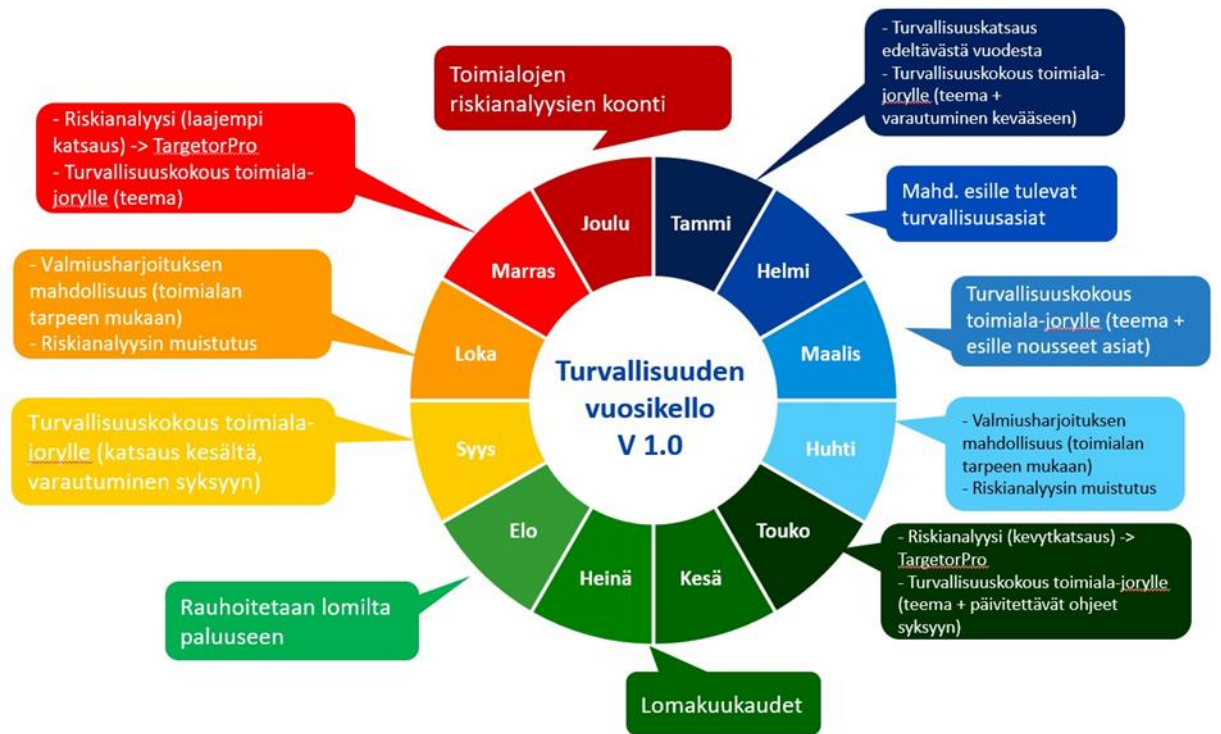 - Turvallisuuskatsaus
edeltävästä vuodesta
- Turvallisuuskokous toimiala-
jorylle (teema +
varautuminen kevääseen)
Toimialojen
riskianalyysien koonti
- Riskianalyysi (laajempi
katsaus) -> TargetorPro
- Turvallisuuskokous toimiala-
jorylle (teema)
Mahd. esille tulevat
turvallisuusasiat
- Valmiusharjoituksen
mahdollisuus (toimialan
tarpeen mukaan)
- Riskianalyysin muistutus
Turvallisuuskokous
toimiala-jorylle (teema +
esille nousseet asiat)
Turvallisuuskokous toimiala-
jorylle (katsaus kesältä,
varautuminen syksyyn)
- Valmiusharjoituksen
mahdollisuus (toimialan
tarpeen mukaan)
- Riskianalyysin muistutus
- Riskianalyysi (kevytkatsaus) ->
TargetorPro
- Turvallisuuskokous toimiala-jorylle
(teema + päivitettävät ohjeet
syksyyn)
Rauhoitetaan lomilta
paluuseen
Lomakuukaudet
Tammi
Helmi
Maalis
Huhti
Touko
Kesä
Heinä
Elo
Syys
Loka
Marras
Joulu
Turvallisuuden
vuosikello
V 1.0